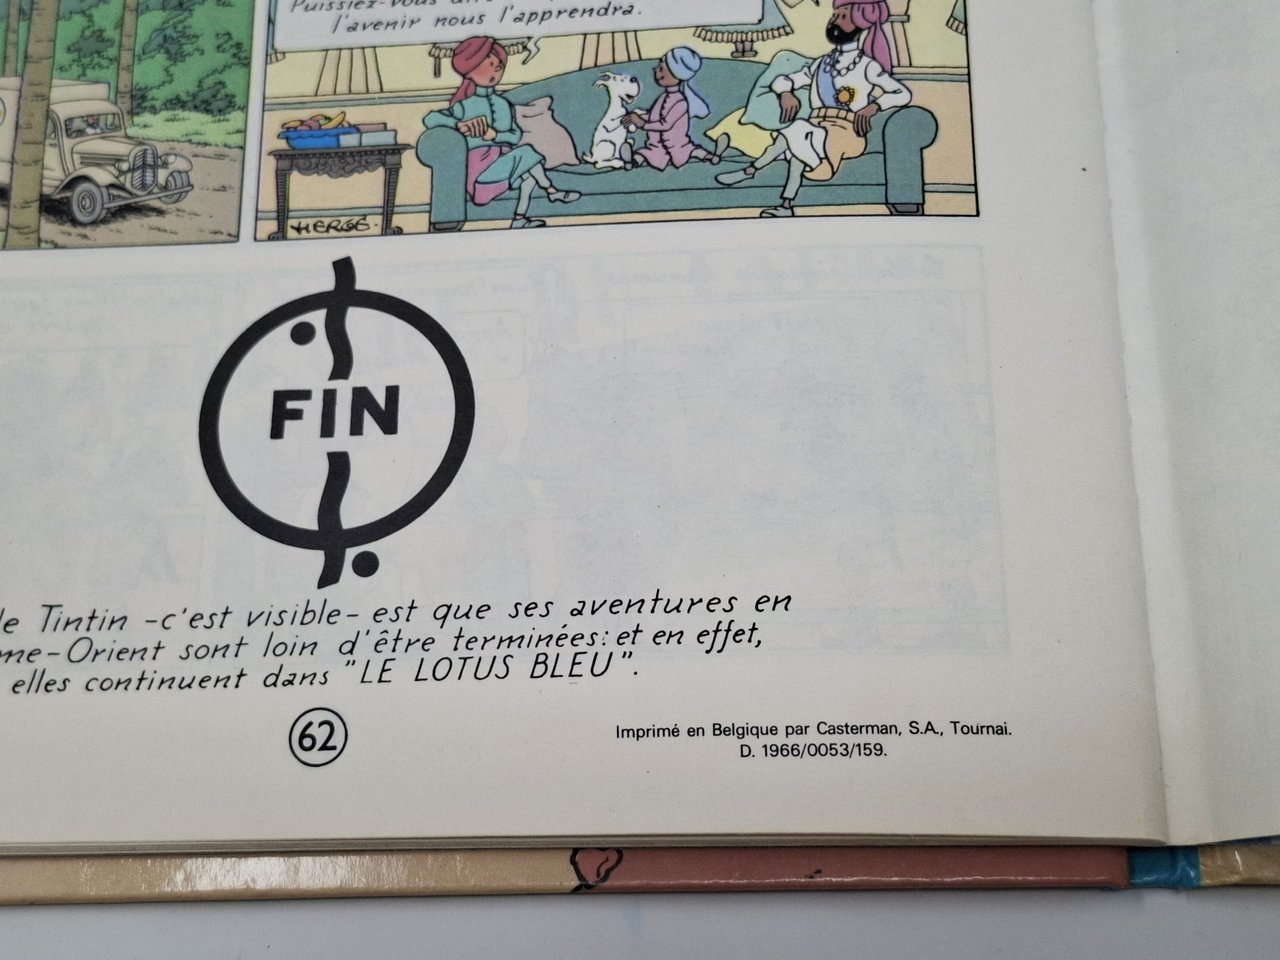 Puissiez-vous
l'avenir nous l'apprendra.
HERGÉ
FIN
de Tintin -c'est visible- est que ses aventures en
me-Orient sont loin d'être terminées: et en effet,
elles continuent dans "LE LOTUS BLEU".
62
Imprimé en Belgique par Casterman, S.A., Tournai.
D. 1966/0053/159.